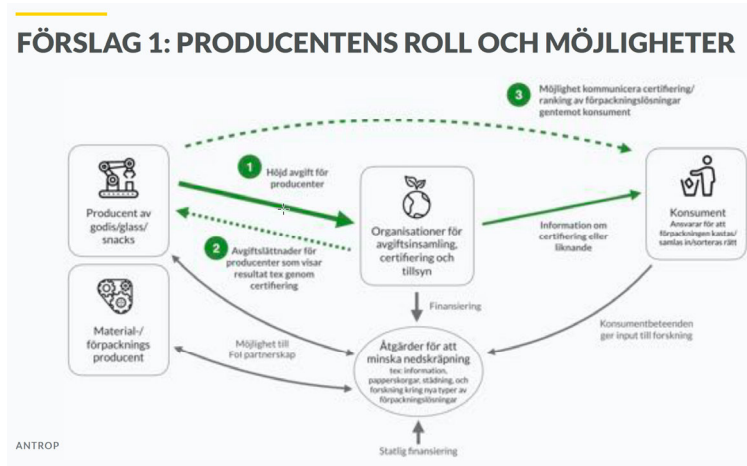 FÖRSLAG 1: PRODUCENTENS ROLL OCH MÖJLIGHETER
3
Möjlighet kommunicera certifiering/
ranking av förpackningslösningar
gentemot konsument
1
Höjd avgift för
producenter
Producent av
godis/glass/
snacks
Organisationer för
avgiftsinsamling,
certifiering och
tillsyn
Konsument
Ansvarar för att
förpackningen kastas/
samlas in/sorteras rätt
Information om
certifiering eller
liknande
2
Avgiftslättnader för
producenter som visar
resultat tex genom
certifiering
Finansiering
Material-/
förpacknings
producent
Möjlighet till
FoI partnerskap
Åtgärder för att
minska nedskräpning
tex: information,
papperskorgar, städning, och
forskning kring nya typer av
förpackningslösningar
Konsumentbeteenden
ger input till forskning
Statlig finansiering
ANTROP